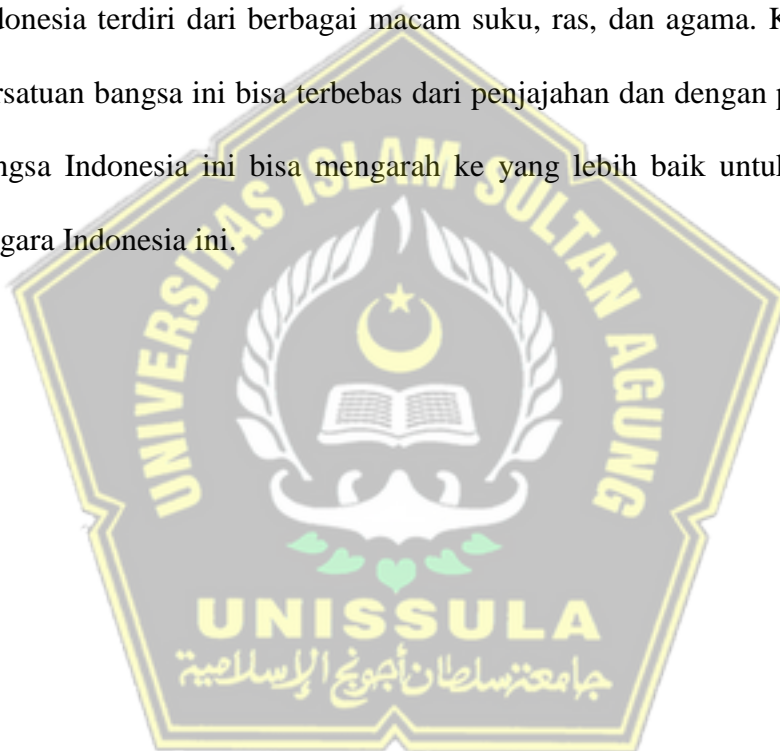 donesia terdiri dari berbagai macam suku, ras, dan agama. K
rsatuan bangsa ini bisa terbebas dari penjajahan dan dengan p
ngsa Indonesia ini bisa mengarah ke yang lebih baik untuk
gara Indonesia ini.
UNIVERSITAS ISLAM SULTAN AGUNG
UNISSULA
جامعة سلطان أجونج الإسلامية